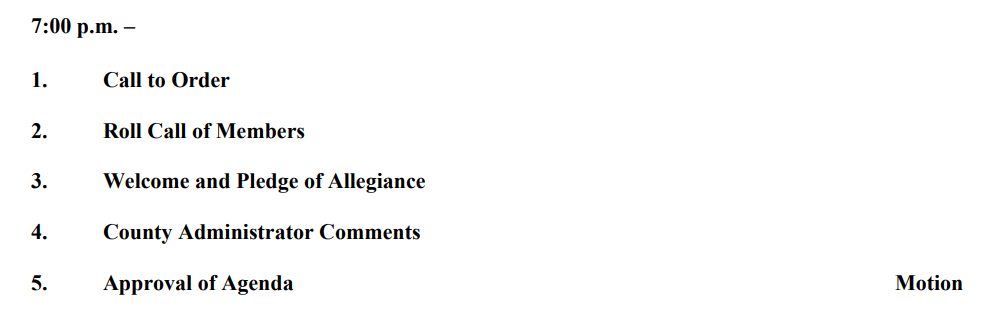 7:00 p.m. –
1. Call to Order
2. Roll Call of Members
3. Welcome and Pledge of Allegiance
4. County Administrator Comments
5. Approval of Agenda Motion